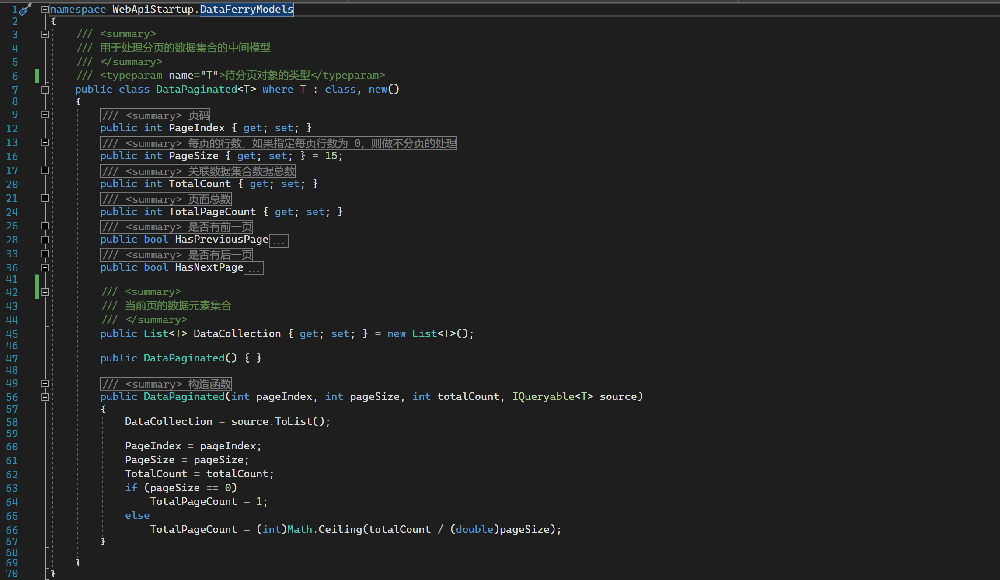 1 namespace WebApiStartup.DataFerryModels
2 {
3 /// <summary>
4 /// 用于处理分页的数据集合的中间模型
5 /// </summary>
6 /// <typeparam name="T">待分页对象的类型</typeparam>
7 public class DataPaginated<T> where T : class, new()
8 {
9 /// <summary> 页码
12 public int PageIndex { get; set; }
13 /// <summary> 每页的行数，如果指定每页行数为 0，则做不分页的处理
16 public int PageSize { get; set; } = 15;
17 /// <summary> 关联数据集合数据总数
20 public int TotalCount { get; set; }
21 /// <summary> 页面总数
24 public int TotalPageCount { get; set; }
25 /// <summary> 是否有前一页
28 public bool HasPreviousPage...
33 /// <summary> 是否有后一页
36 public bool HasNextPage...
41
42 /// <summary>
43 /// 当前页的数据元素集合
44 /// </summary>
45 public List<T> DataCollection { get; set; } = new List<T>();
46
47 public DataPaginated() { }
48
49 /// <summary> 构造函数
56 public DataPaginated(int pageIndex, int pageSize, int totalCount, IQueryable<T> source)
57 {
58 DataCollection = source.ToList();
59
60 PageIndex = pageIndex;
61 PageSize = pageSize;
62 TotalCount = totalCount;
63 if (pageSize == 0)
64 TotalPageCount = 1;
65 else
66 TotalPageCount = (int)Math.Ceiling(totalCount / (double)pageSize);
67 }
68
69 }
70 }